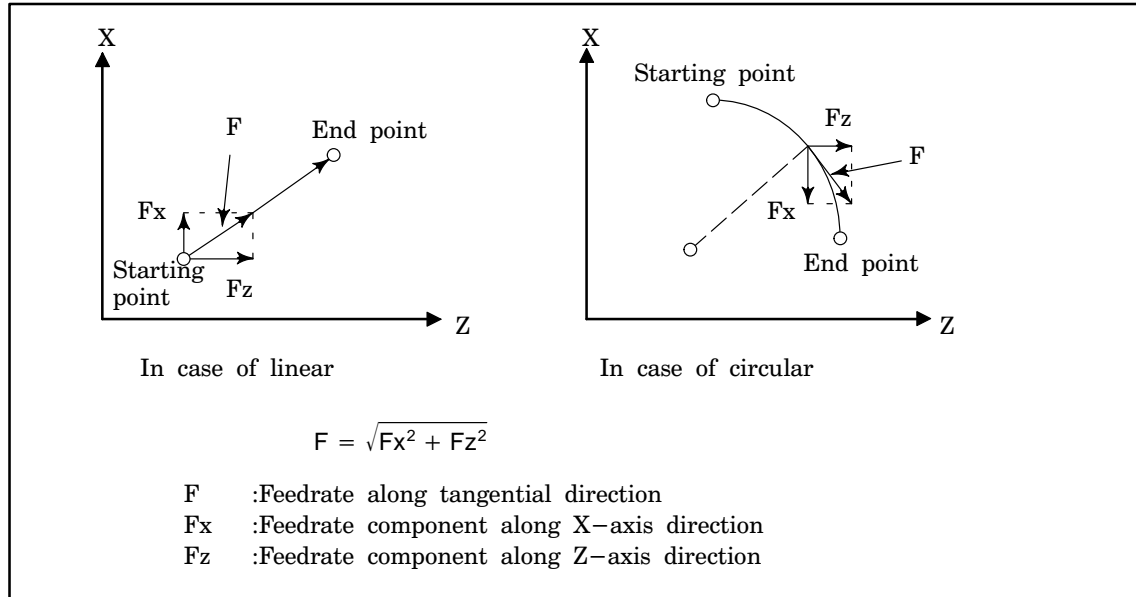 X
F
End point
Fx
Starting
point
Fz
Z
In case of linear
X
Starting point
Fz
F
Fx
End point
Z
In case of circular
F = √Fx² + Fz²
F :Feedrate along tangential direction
Fx :Feedrate component along X−axis direction
Fz :Feedrate component along Z−axis direction